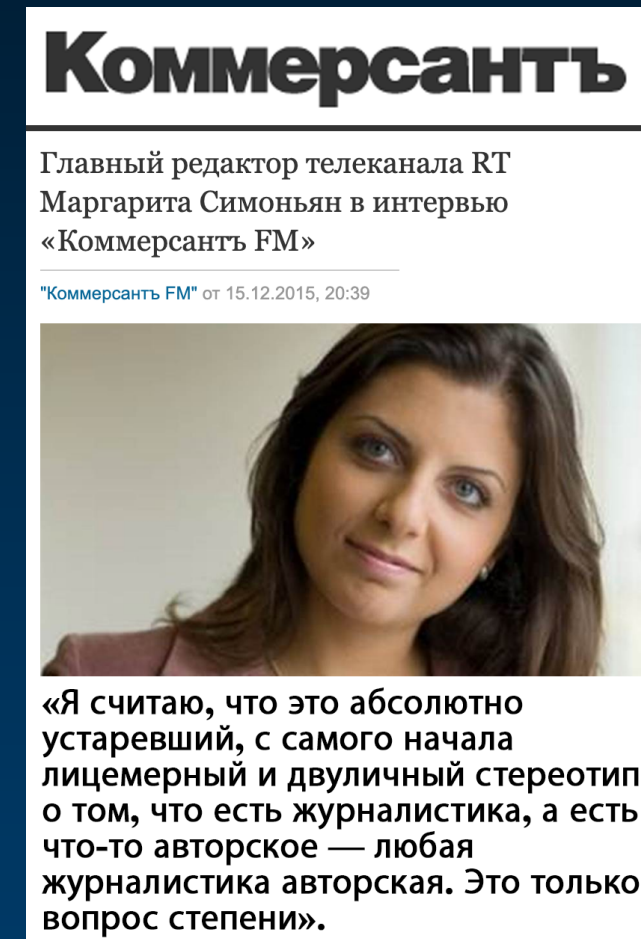 Коммерсантъ
Главный редактор телеканала RT
Маргарита Симоньян в интервью
«Коммерсантъ FM»
"Коммерсантъ FM" от 15.12.2015, 20:39
«Я считаю, что это абсолютно
устаревший, с самого начала
лицемерный и двуличный стереотип
о том, что есть журналистика, а есть
что-то авторское — любая
журналистика авторская. Это только
вопрос степени».